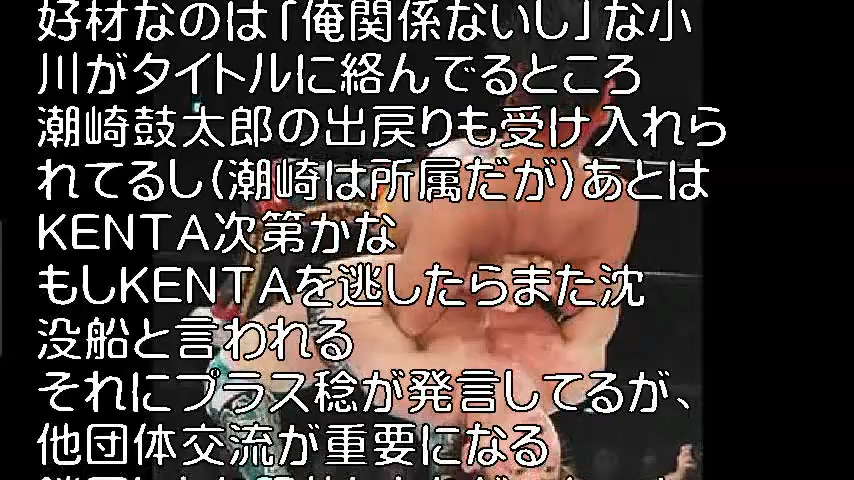 好材なのは「俺関係ないし」な小
川がタイトルに絡んでるところ
潮崎鼓太郎の出戻りも受け入れら
れてるし(潮崎は所属だが)あとは
KENTA次第かな
もしKENTAを逃したらまた沈
没船と言われる
それにプラス稔が発言してるが、
他団体交流が重要になる